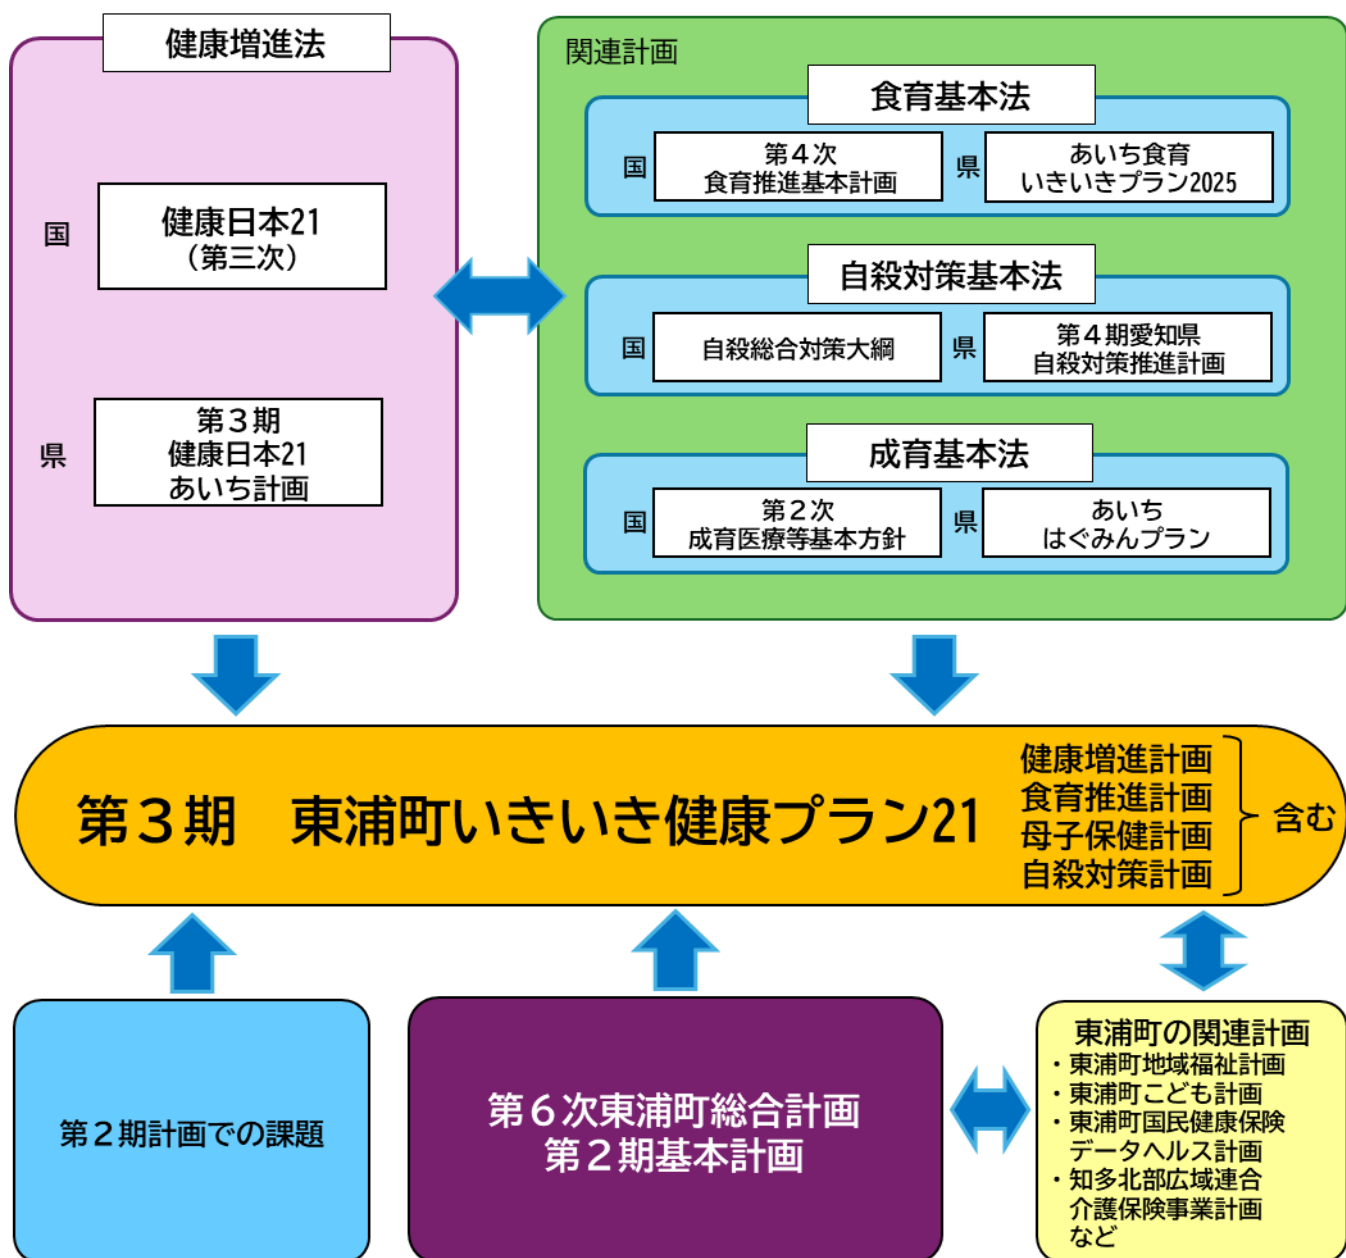 健康増進法
国
健康日本21
（第三次）
県
第３期
健康日本21
あいち計画
関連計画
食育基本法
国
第４次
食育推進基本計画
県
あいち食育
いきいきプラン2025
自殺対策基本法
国
自殺総合対策大綱
県
第４期愛知県
自殺対策推進計画
成育基本法
国
第２次
成育医療等基本方針
県
あいち
はぐみんプラン
第３期　東浦町いきいき健康プラン21
健康増進計画
食育推進計画
母子保健計画
自殺対策計画
含む
第２期計画での課題
第６次東浦町総合計画
第２期基本計画
東浦町の関連計画
・東浦町地域福祉計画
・東浦町こども計画
・東浦町国民健康保険
データヘルス計画
・知多北部広域連合
介護保険事業計画
など